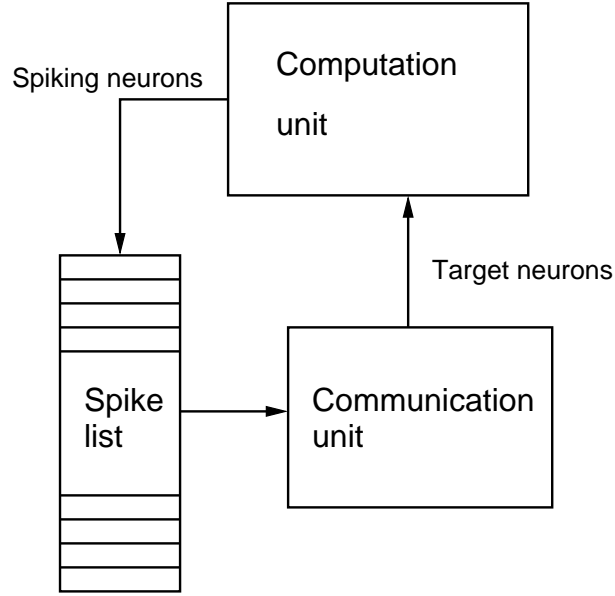 Computation
unit
Spiking neurons
Target neurons
Spike
list
Communication
unit